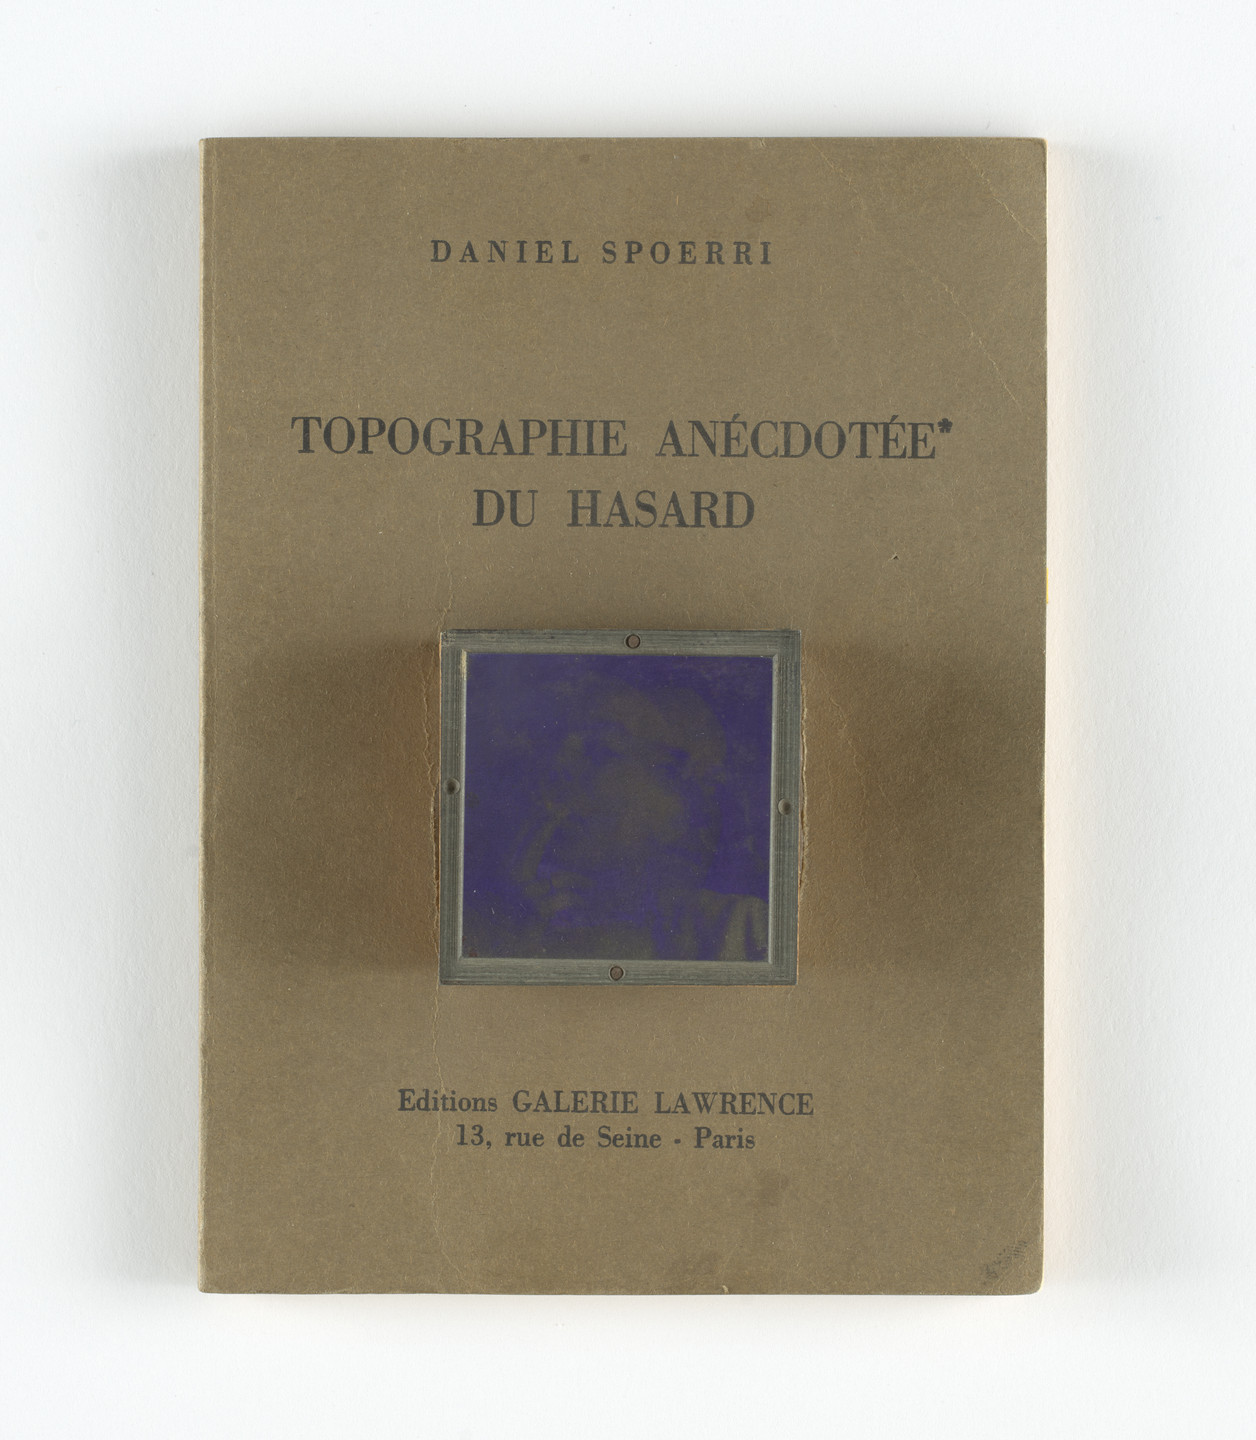 DANIEL SPOERRI
TOPOGRAPHIE ANÉCDOTÉE*
DU HASARD
Editions GALERIE LAWRENCE
13, rue de Seine - Paris